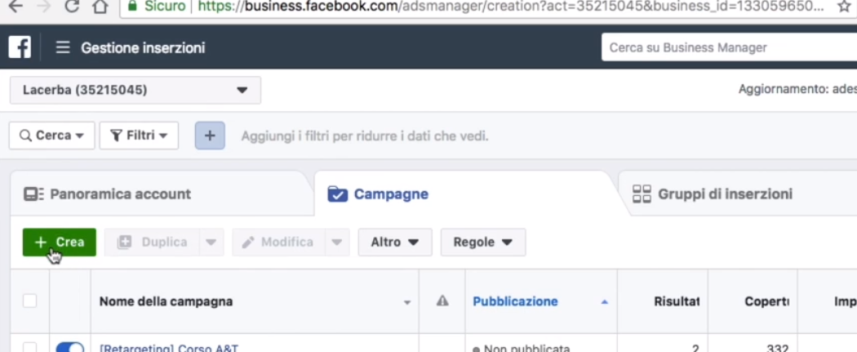 Sicuro | https://business.facebook.com/adsmanager/creation?act=35215045&business_id=133059650...
f Gestione inserzioni Cerca su Business Manager
Lacerba (35215045) Aggiornamento: ades
Cerca Filtri + Aggiungi i filtri per ridurre i dati che vedi.
Panoramica account Campagne Gruppi di inserzioni
+ Crea Duplica Modifica Altro Regole
Nome della campagna Pubblicazione Risultat Coperti Imp
[Retargeting] Corso A&T Non pubblicata 2 332